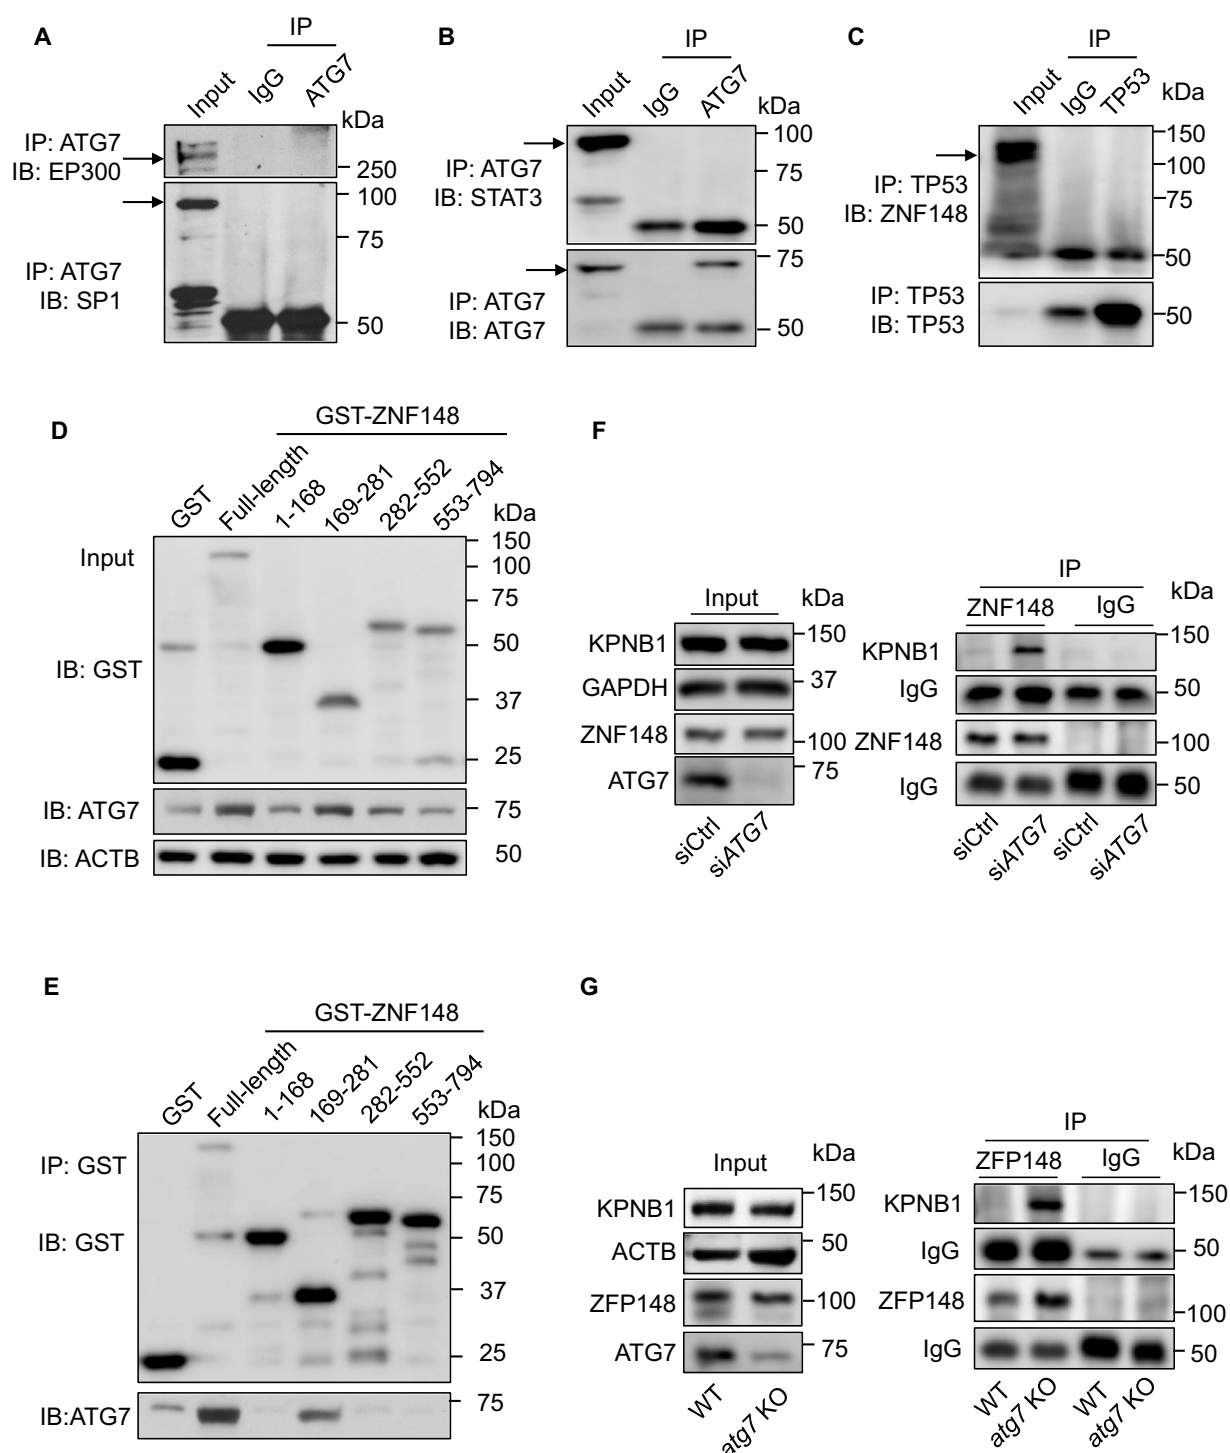 A
IP
Input
IgG
ATG7
kDa
IP: ATG7
IB: EP300
250
100
75
IP: ATG7
IB: SP1
50
B
IP
Input
IgG
ATG7
kDa
100
IP: ATG7
IB: STAT3
75
50
75
IP: ATG7
IB: ATG7
50
C
IP
Input
IgG
TP53
kDa
150
100
IP: TP53
IB: ZNF148
75
50
IP: TP53
IB: TP53
50
D
GST-ZNF148
GST
Full-length
1-168
169-281
282-552
553-794
kDa
Input
150
100
75
50
IB: GST
37
25
IB: ATG7
75
IB: ACTB
50
F
Input
kDa
KPNB1
150
GAPDH
37
ZNF148
100
ATG7
75
siCtrl
siATG7
IP
ZNF148
IgG
kDa
KPNB1
150
IgG
50
ZNF148
100
IgG
50
siCtrl
siATG7
siCtrl
siATG7
E
GST-ZNF148
GST
Full-length
1-168
169-281
282-552
553-794
kDa
IP: GST
150
100
75
IB: GST
50
37
25
IB:ATG7
75
G
Input
kDa
KPNB1
150
ACTB
50
ZFP148
100
ATG7
75
WT
atg7 KO
IP
ZFP148
IgG
kDa
KPNB1
150
IgG
50
ZFP148
100
IgG
50
WT
atg7 KO
WT
atg7 KO